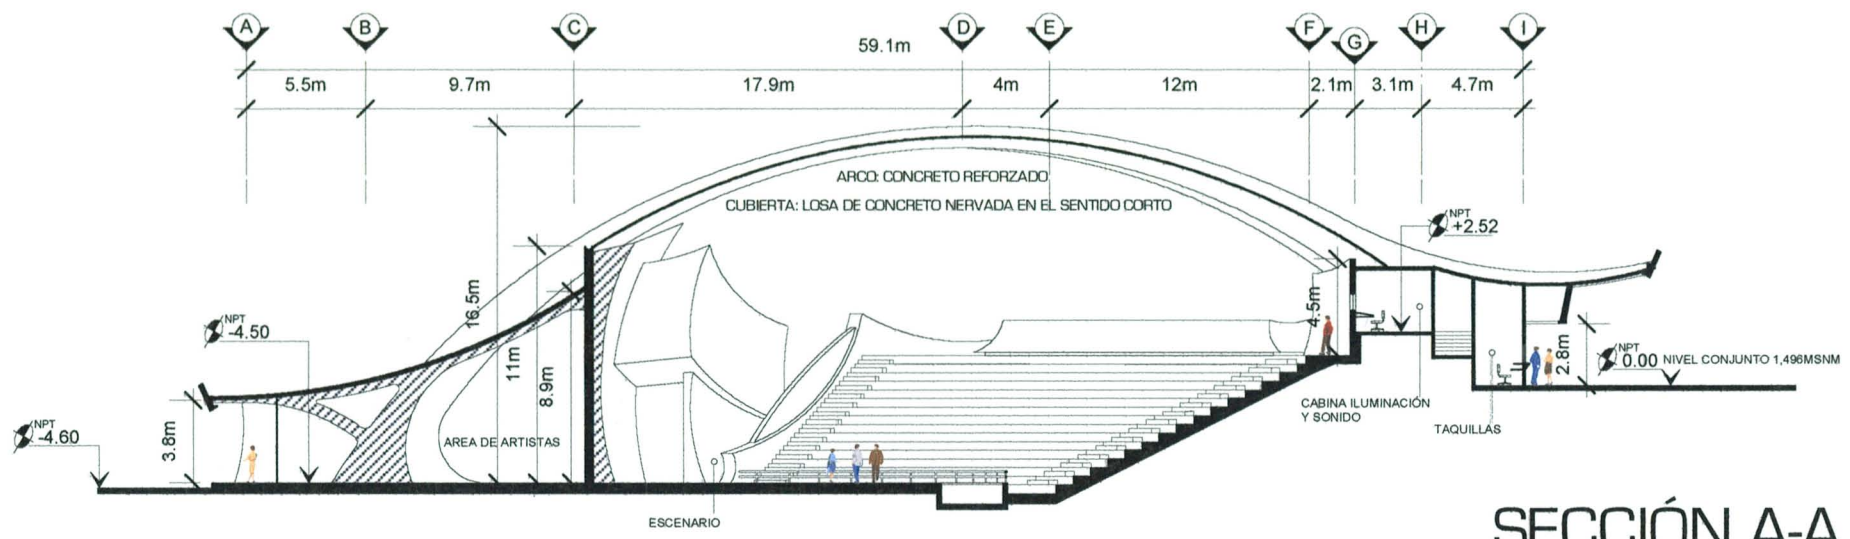 A B C D E F G H I
59.1m
5.5m 9.7m 17.9m 4m 12m 2.1m 3.1m 4.7m
ARCO: CONCRETO REFORZADO
CUBIERTA: LOSA DE CONCRETO NERVADA EN EL SENTIDO CORTO
NPT
+2.52
16.5m
11m
8.9m
4.5m
NPT
-4.50
2.8m
NPT
0.00 NIVEL CONJUNTO 1,496MSNM
CABINA ILUMINACIÓN
Y SONIDO
TAQUILLAS
NPT
-4.60
3.8m
AREA DE ARTISTAS
ESCENARIO
SECCIÓN A-A